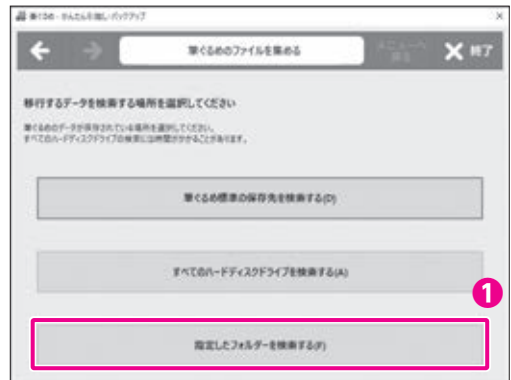 筆ぐるめ - かんたん引越し・バックアップ
筆ぐるめのファイルを集める
メニューへ
戻る
終了
移行するデータを検索する場所を選択してください
筆ぐるめのデータが保存されている場所を選択してください。
すべてのハードディスクドライブの検索には時間がかかることがあります。
筆ぐるめ標準の保存先を検索する(D)
すべてのハードディスクドライブを検索する(A)
1
指定したフォルダーを検索する(F)